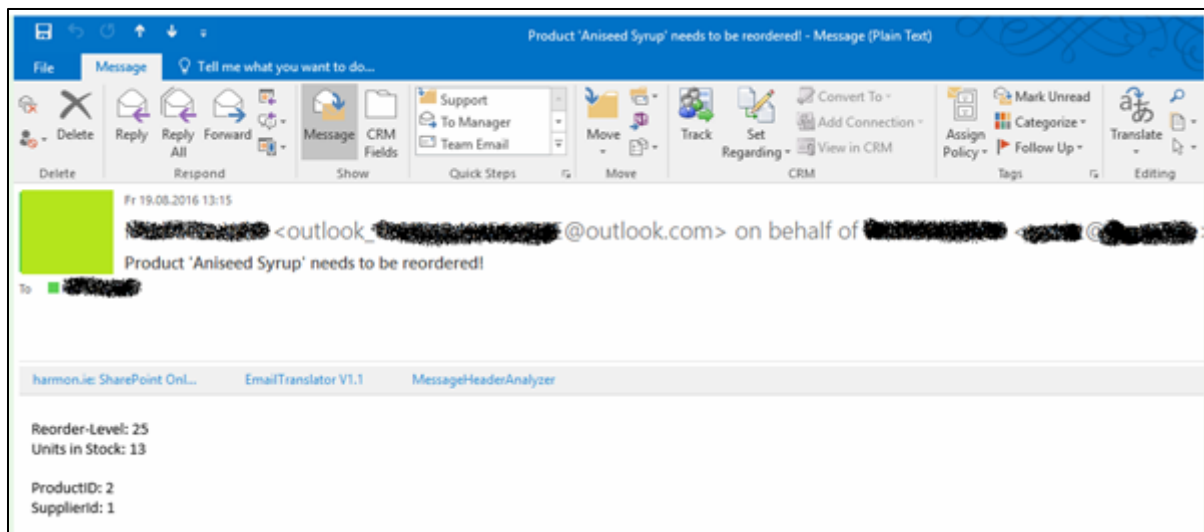 Product 'Aniseed Syrup' needs to be reordered! - Message (Plain Text)
File Message Tell me what you want to do...
Delete Reply Reply All Forward Message CRM Fields Support To Manager Team Email Move Track Set Regarding Convert To Add Connection View in CRM Assign Policy Mark Unread Categorize Follow Up Translate
Delete Respond Show Quick Steps Move CRM Tags Editing
Fr 19.08.2016 13:15
<outlook_ E@outlook.com> on behalf of < @ >
Product 'Aniseed Syrup' needs to be reordered!
To
harmon.ie: SharePoint Onl... EmailTranslator V1.1 MessageHeaderAnalyzer
Reorder-Level: 25
Units in Stock: 13
ProductID: 2
SupplierId: 1